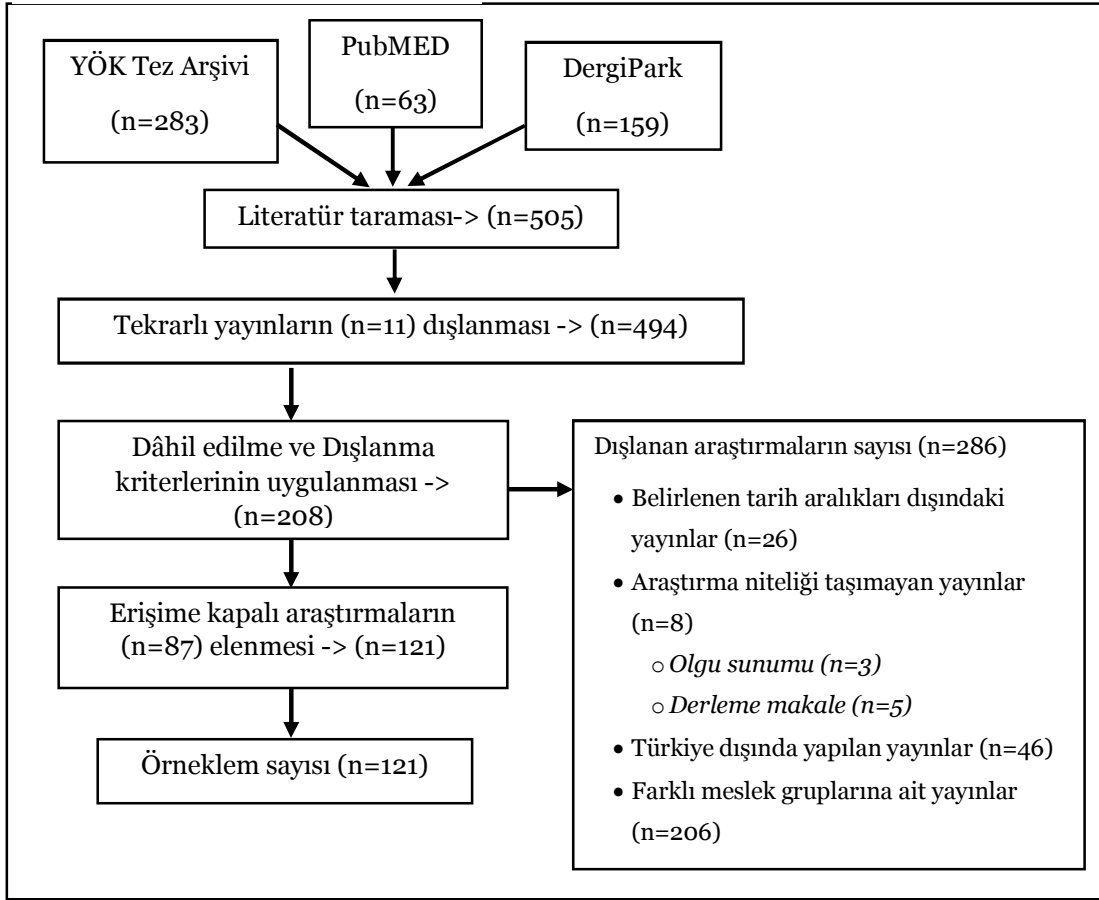 YÖK Tez Arşivi
(n=283)
PubMED
(n=63)
DergiPark
(n=159)
Literatür taraması-> (n=505)
Tekrarlı yayınların (n=11) dışlanması -> (n=494)
Dâhil edilme ve Dışlanma
kriterlerinin uygulanması ->
(n=208)
Erişime kapalı araştırmaların
(n=87) elenmesi -> (n=121)
Örneklem sayısı (n=121)
Dışlanan araştırmaların sayısı (n=286)
• Belirlenen tarih aralıkları dışındaki
yayınlar (n=26)
• Araştırma niteliği taşımayan yayınlar
(n=8)
o Olgu sunumu (n=3)
o Derleme makale (n=5)
• Türkiye dışında yapılan yayınlar (n=46)
• Farklı meslek gruplarına ait yayınlar
(n=206)